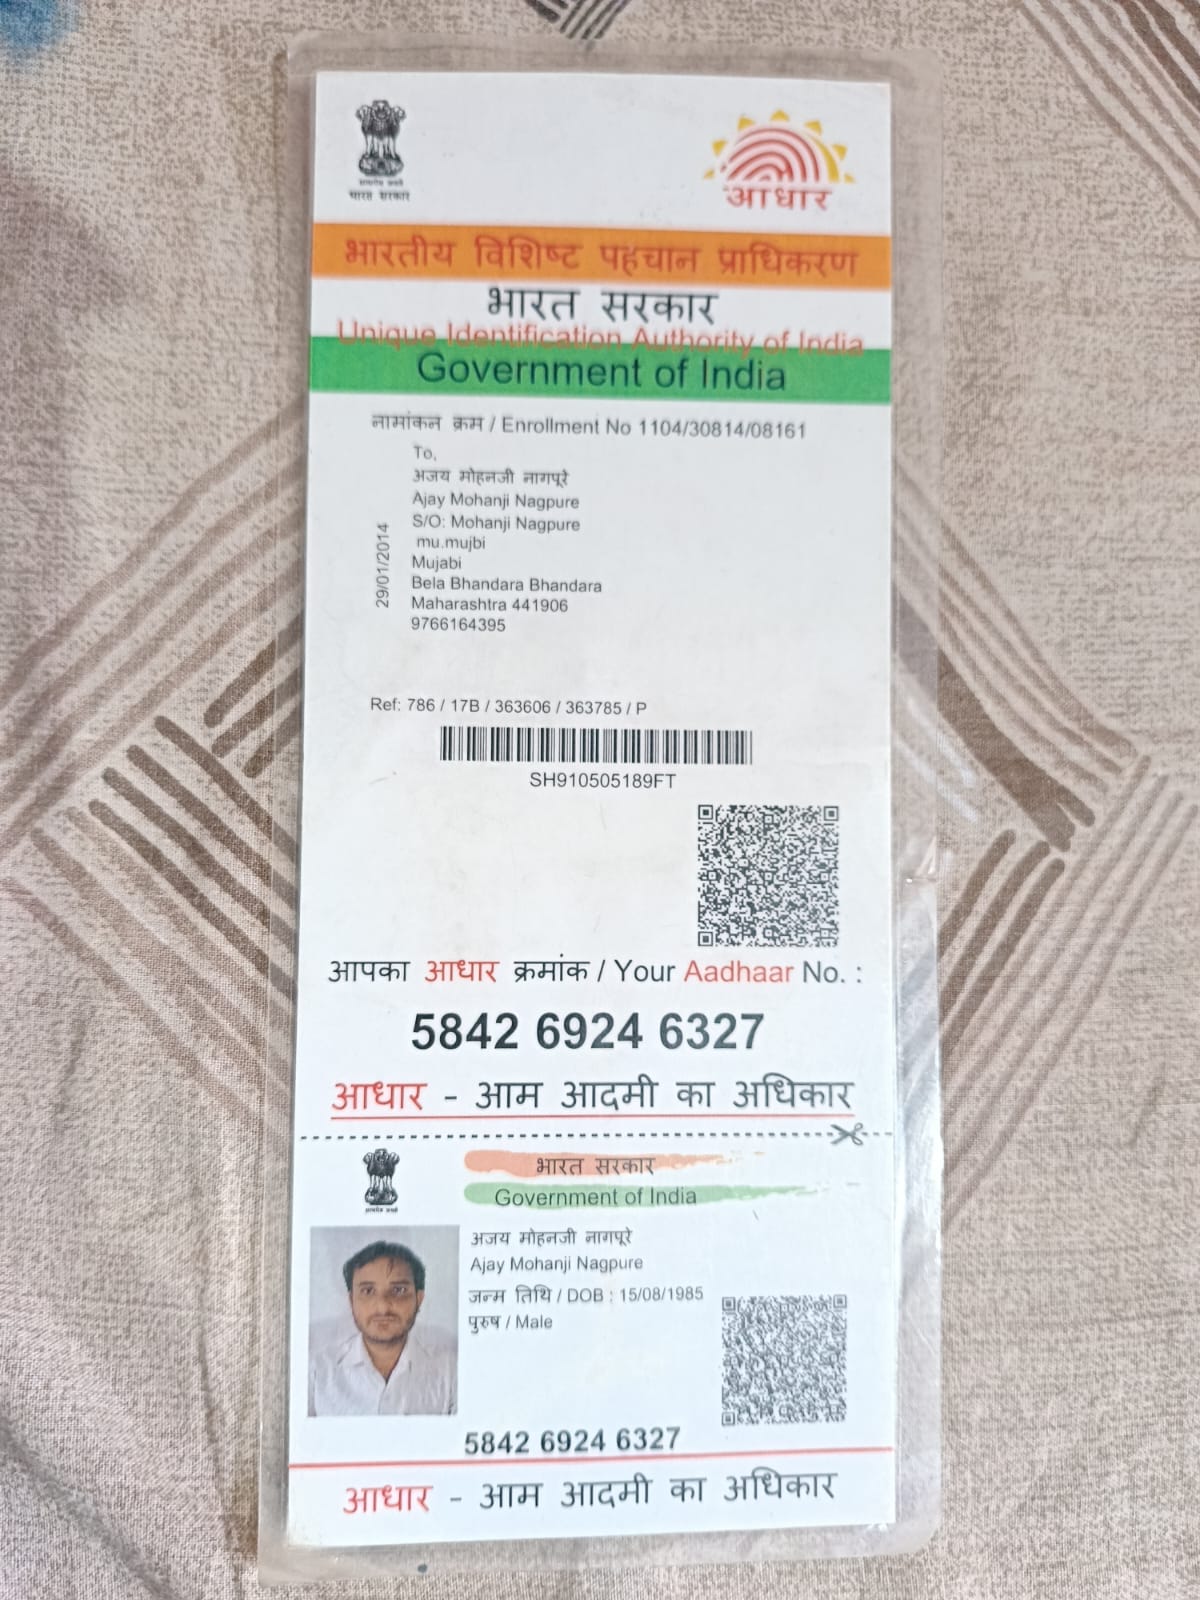 सत्यमेव जयते
भारत सरकार
आधार
भारतीय विशिष्ट पहचान प्राधिकरण
भारत सरकार
Unique Identification Authority of India
Government of India
नामांकन क्रम / Enrollment No 1104/30814/08161
To,
अजय मोहनजी नागपूरे
Ajay Mohanji Nagpure
S/O: Mohanji Nagpure
mu.mujbi
Mujabi
Bela Bhandara Bhandara
Maharashtra 441906
9766164395
29/01/2014
Ref: 786 / 17B / 363606 / 363785 / P
SH910505189FT
आपका आधार क्रमांक / Your Aadhaar No. :
5842 6924 6327
आधार - आम आदमी का अधिकार
सत्यमेव जयते
भारत सरकार
Government of India
अजय मोहनजी नागपूरे
Ajay Mohanji Nagpure
जन्म तिथि / DOB : 15/08/1985
पुरुष / Male
5842 6924 6327
आधार - आम आदमी का अधिकार